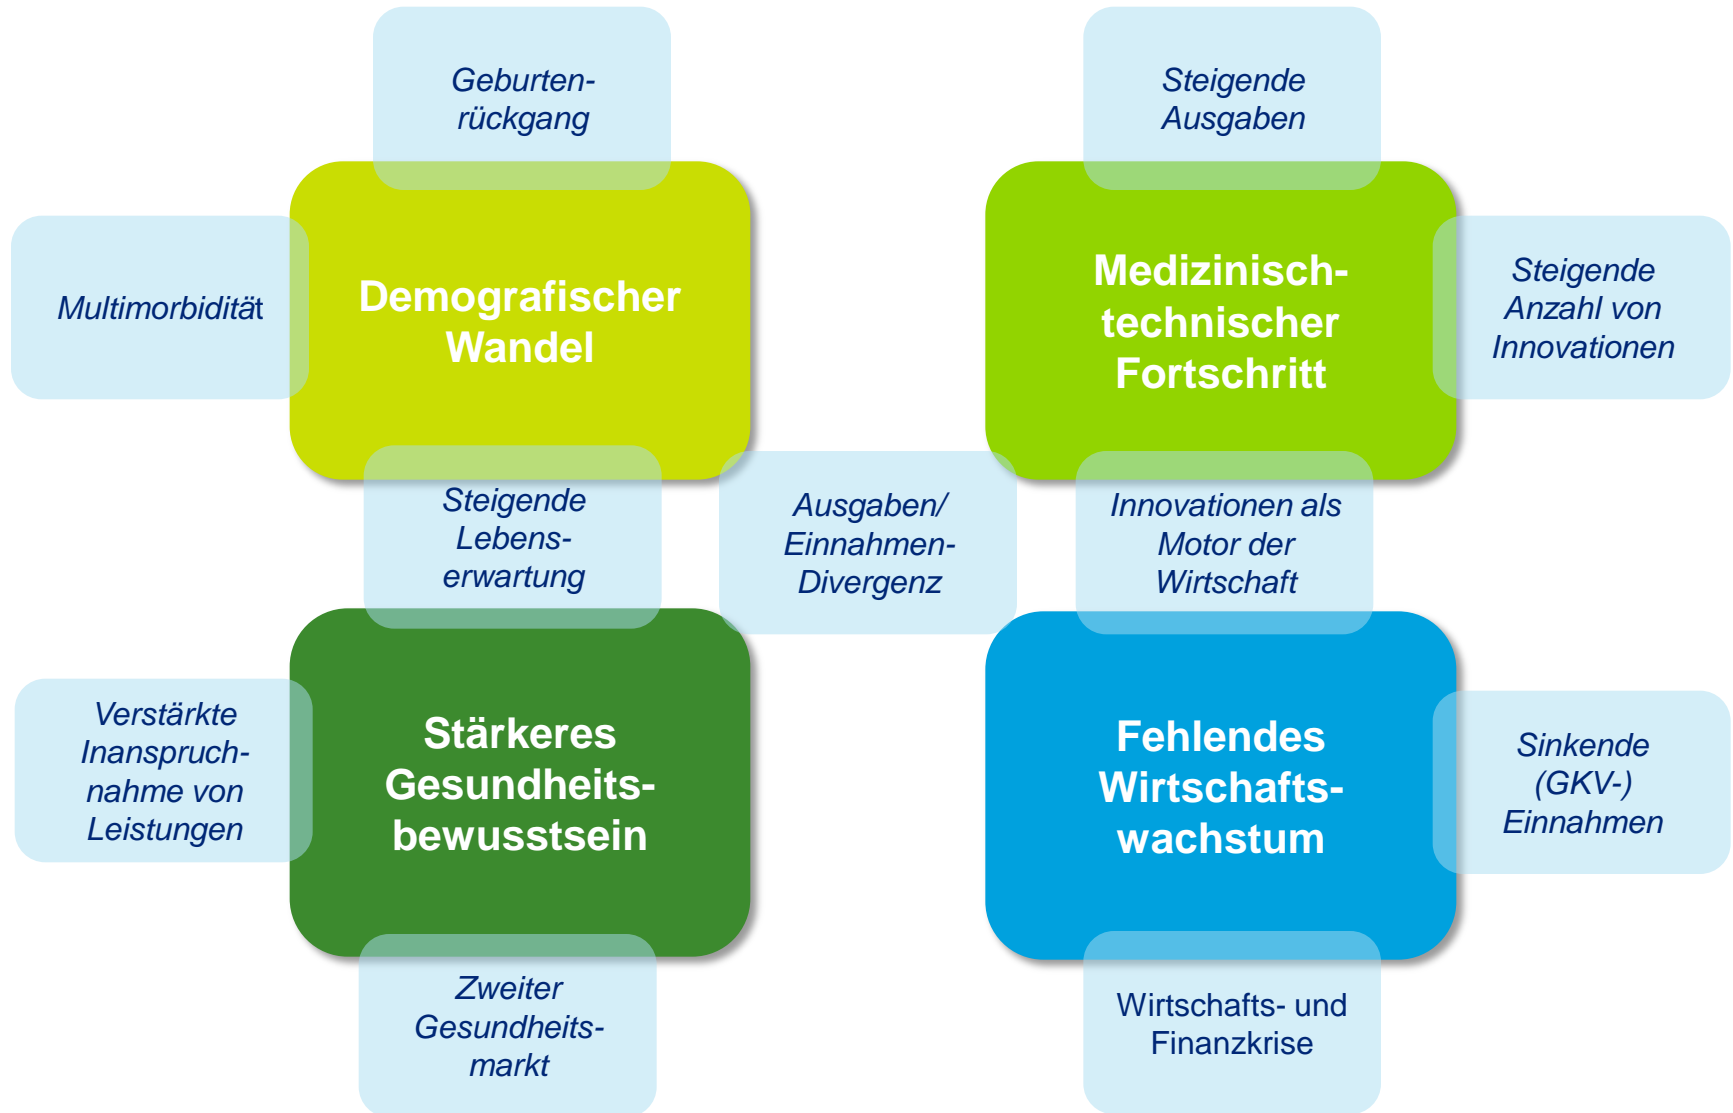 Geburten-
rückgang
Steigende
Ausgaben
Multimorbidität
Demografischer
Wandel
Medizinisch-
technischer
Fortschritt
Steigende
Anzahl von
Innovationen
Steigende
Lebens-
erwartung
Ausgaben/
Einnahmen-
Divergenz
Innovationen als
Motor der
Wirtschaft
Verstärkte
Inanspruch-
nahme von
Leistungen
Stärkeres
Gesundheits-
bewusstsein
Fehlendes
Wirtschafts-
wachstum
Sinkende
(GKV-)
Einnahmen
Zweiter
Gesundheits-
markt
Wirtschafts- und
Finanzkrise